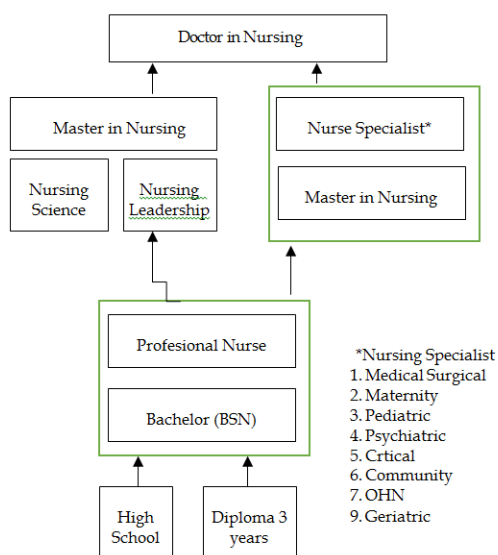 Doctor in Nursing
Master in Nursing
Nurse Specialist*
Nursing
Science
Nursing
Leadership
Master in Nursing
Profesional Nurse
Bachelor (BSN)
High
School
Diploma 3
years
*Nursing Specialist
1. Medical Surgical
2. Maternity
3. Pediatric
4. Psychiatric
5. Crtical
6. Community
7. OHN
9. Geriatric